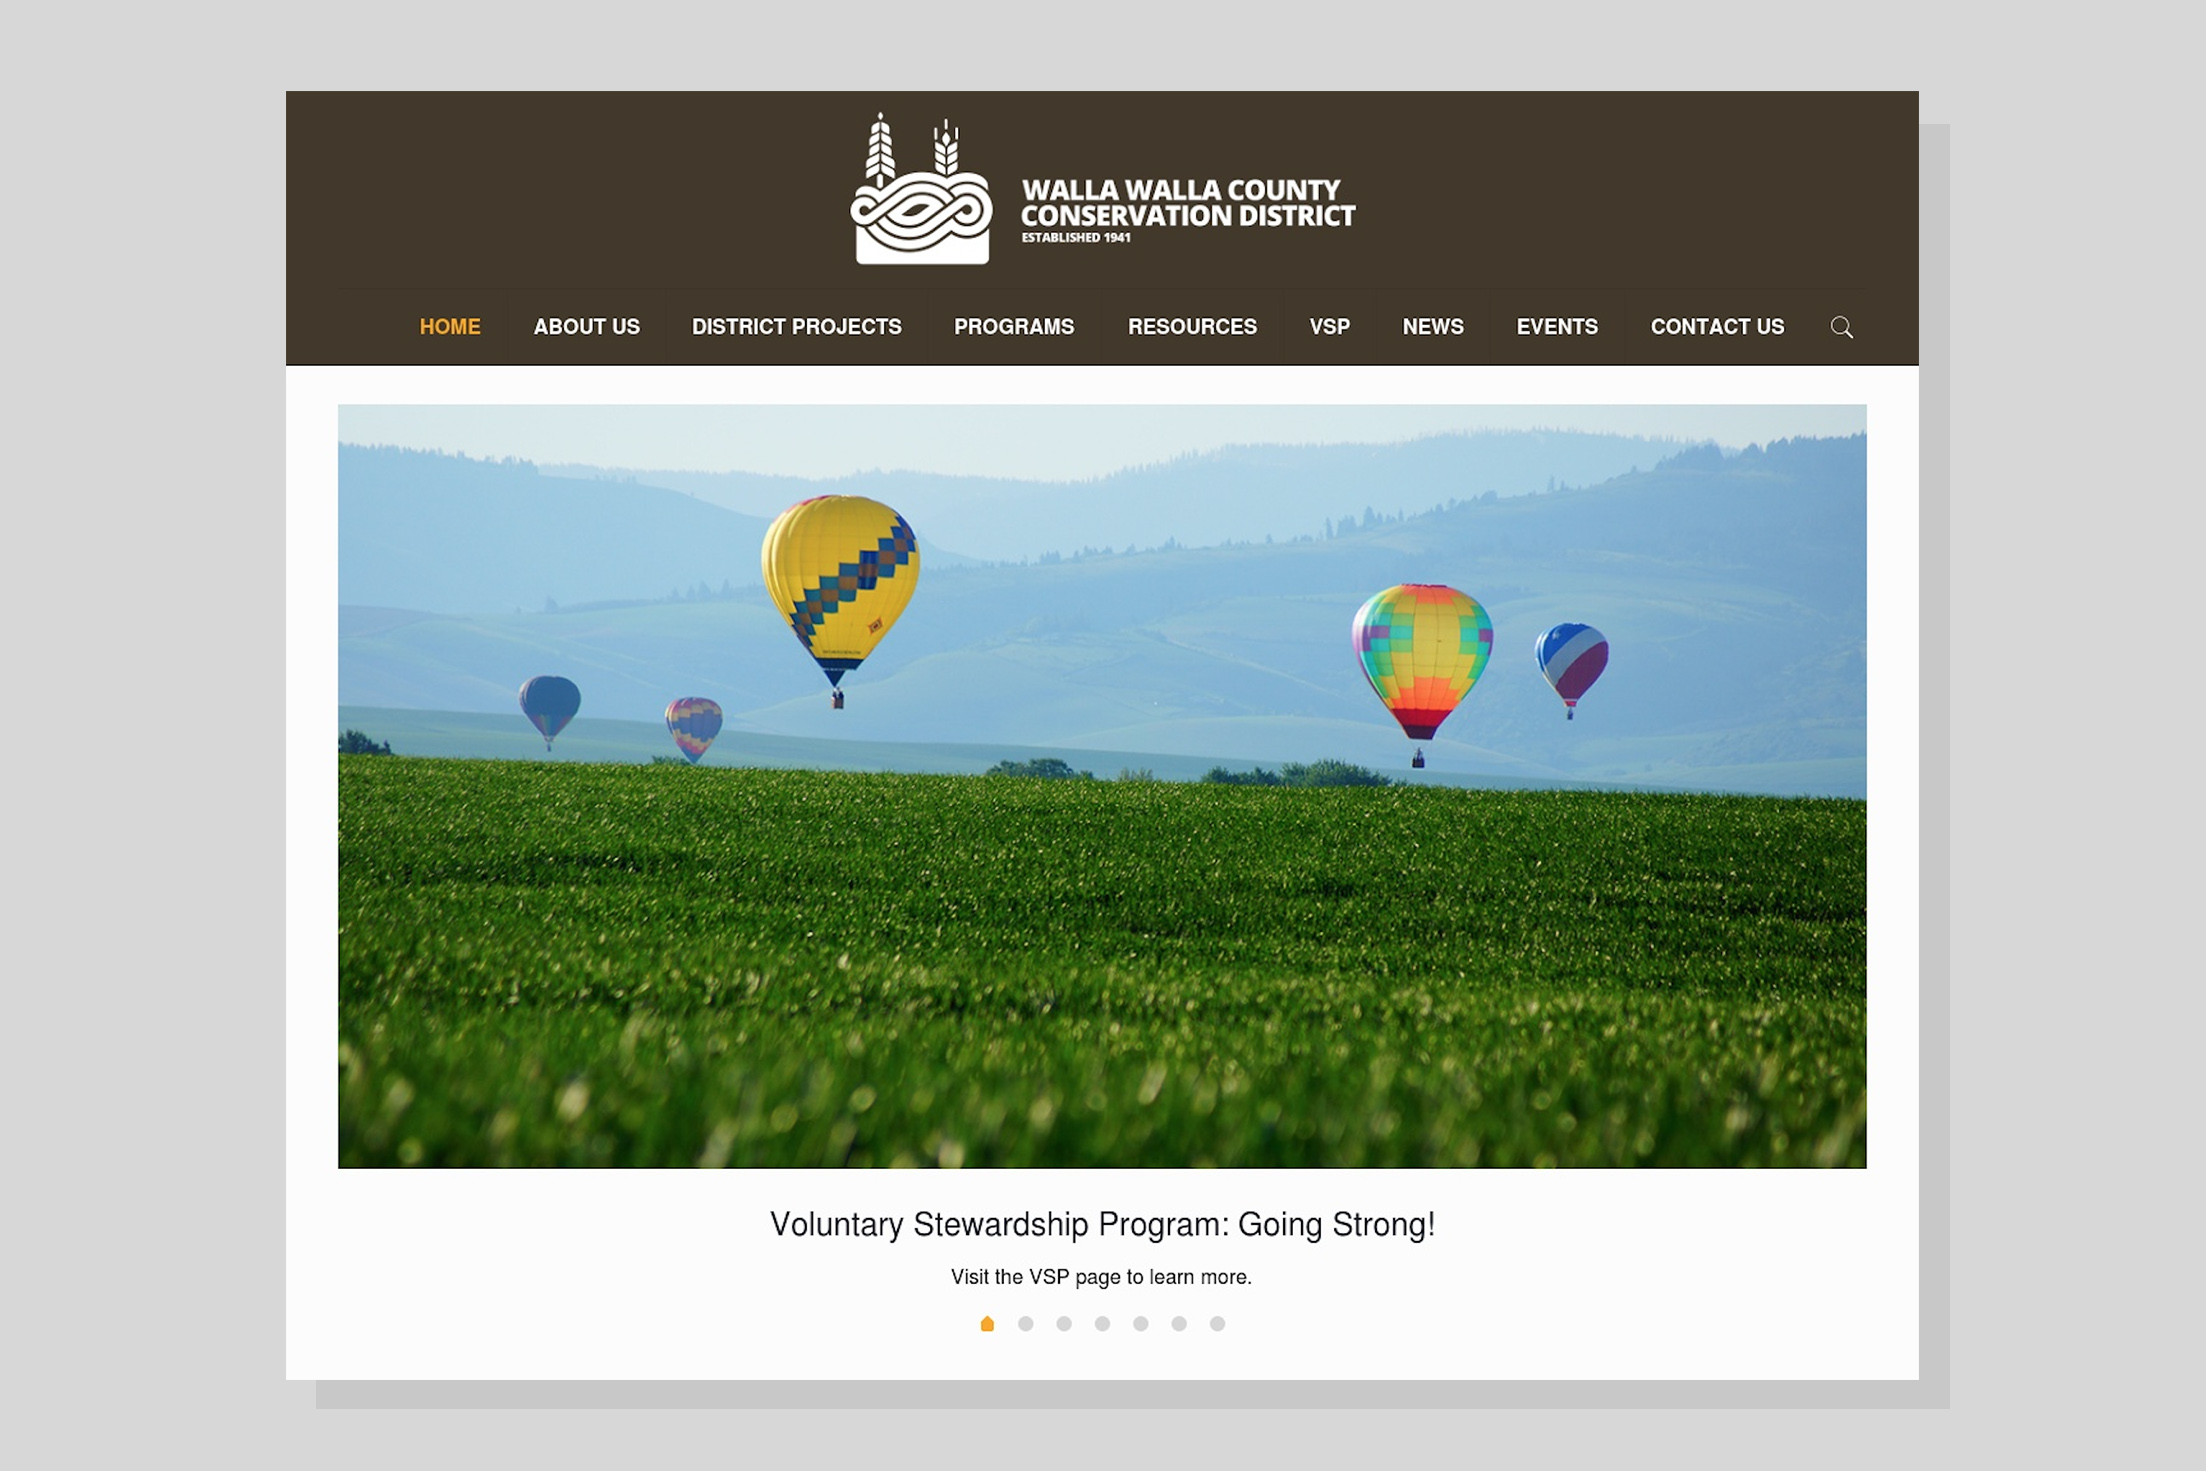 WALLA WALLA COUNTY
CONSERVATION DISTRICT
ESTABLISHED 1941
HOME ABOUT US DISTRICT PROJECTS PROGRAMS RESOURCES VSP NEWS EVENTS CONTACT US
Voluntary Stewardship Program: Going Strong!
Visit the VSP page to learn more.